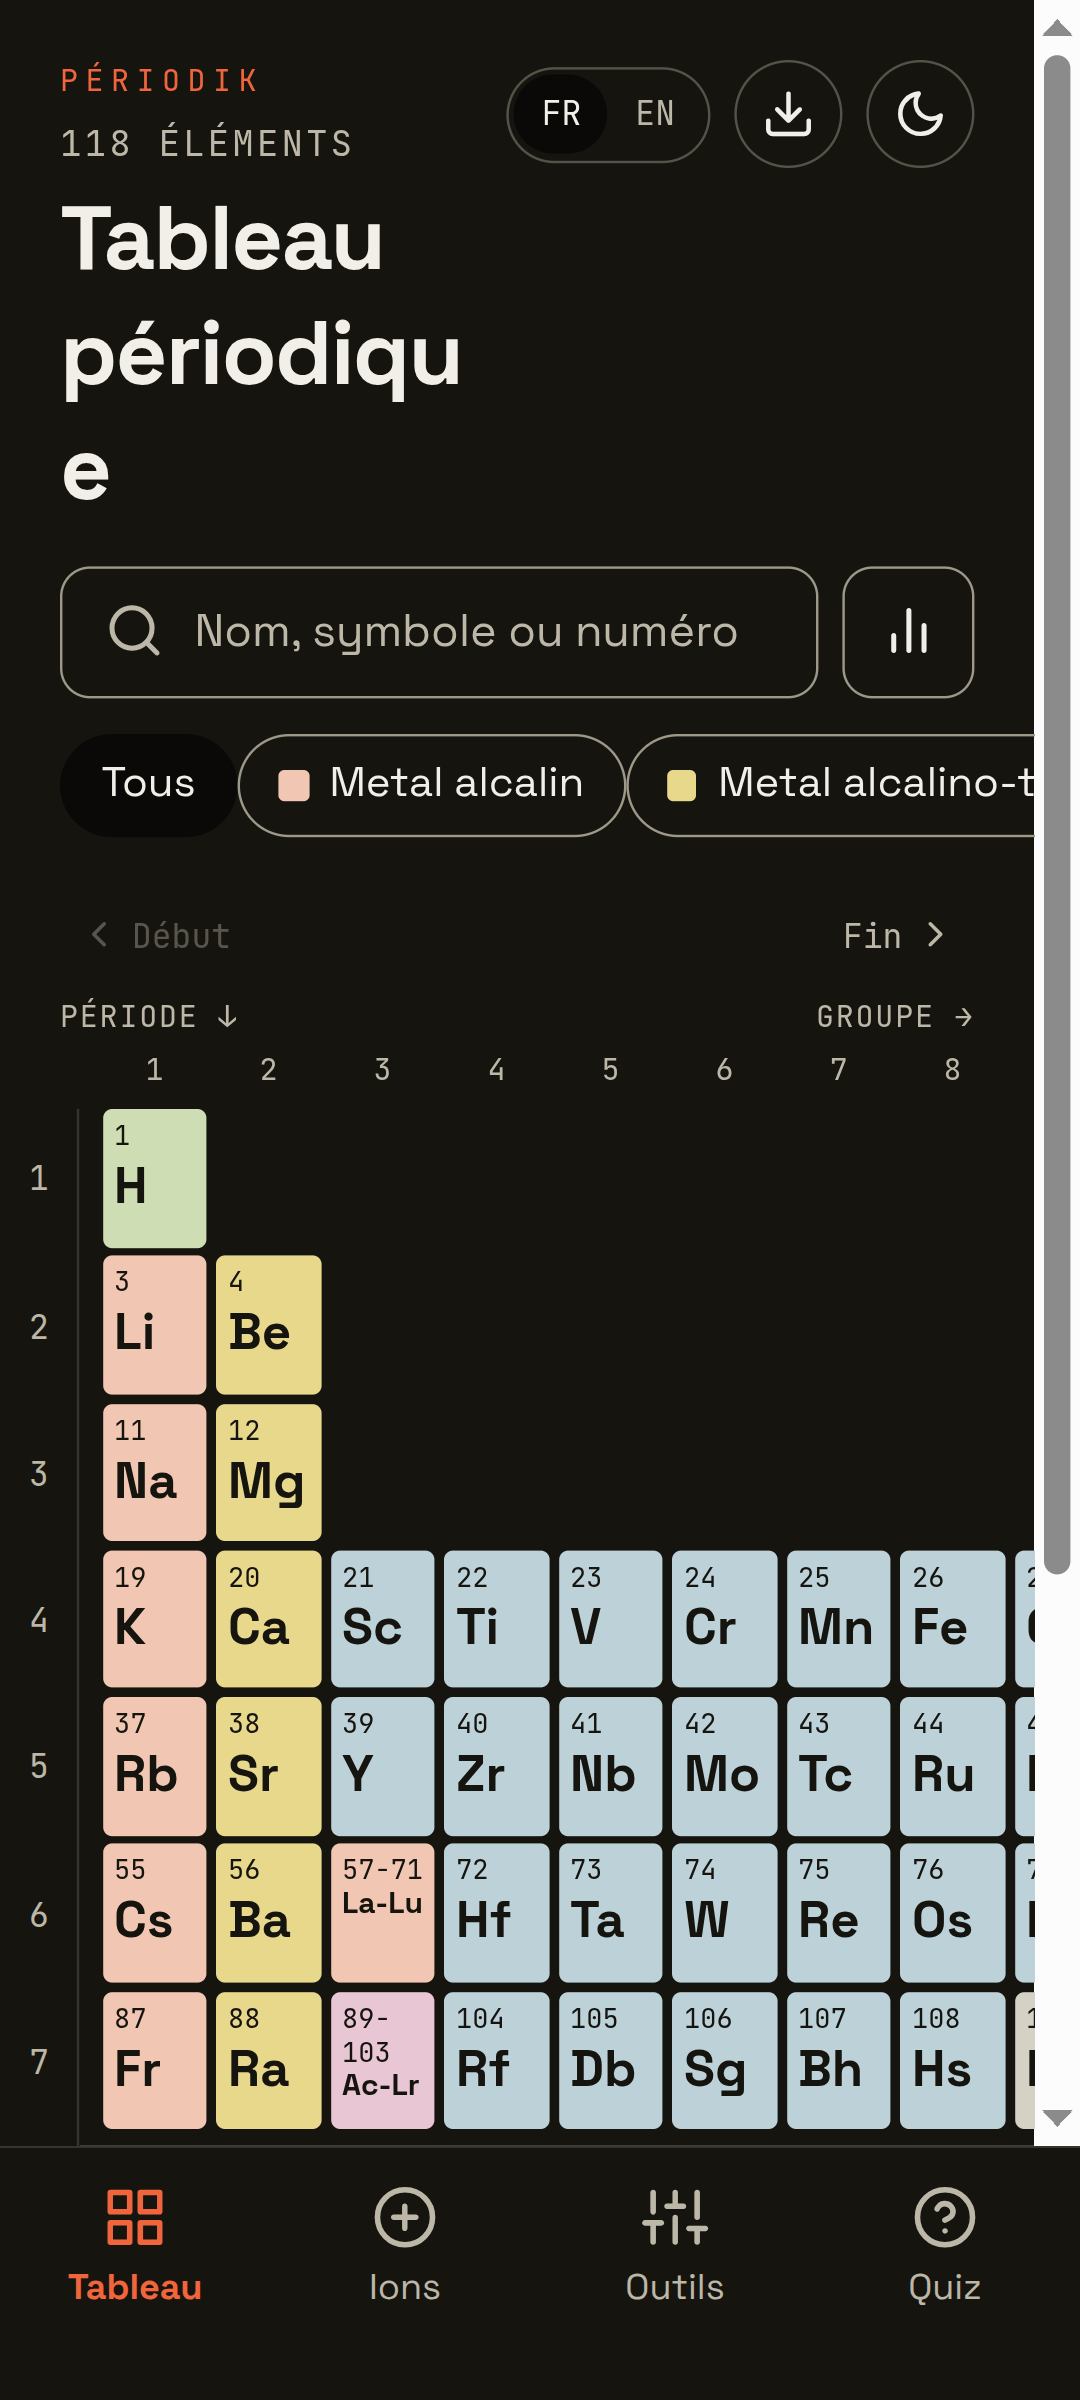 PÉRIODIK
118 ÉLÉMENTS
FR EN
Tableau
périodiqu
e
Nom, symbole ou numéro
Tous Metal alcalin Metal alcalino-t
Début Fin
PÉRIODE ↓ GROUPE →
1 2 3 4 5 6 7 8
1
1
H
2
3 4
Li Be
3
11 12
Na Mg
4
19 20 21 22 23 24 25 26
K Ca Sc Ti V Cr Mn Fe
5
37 38 39 40 41 42 43 44
Rb Sr Y Zr Nb Mo Tc Ru
6
55 56 57-71 72 73 74 75 76
Cs Ba La-Lu Hf Ta W Re Os
7
87 88 89-103 104 105 106 107 108
Fr Ra Ac-Lr Rf Db Sg Bh Hs
Tableau Ions Outils Quiz